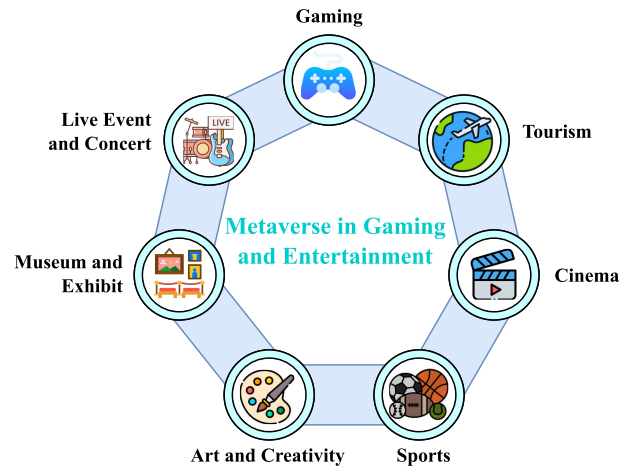 Gaming
Live Event
and Concert
LIVE
Tourism
Metaverse in Gaming
and Entertainment
Museum and
Exhibit
Cinema
Art and Creativity
Sports